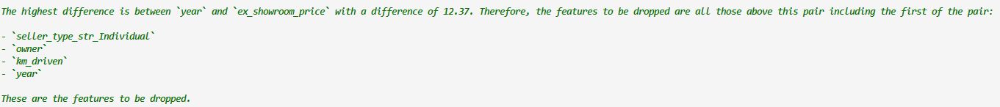 The highest difference is between `year` and `ex_showroom_price` with a difference of 12.37. Therefore, the features to be dropped are all those above this pair including the first of the pair:
- `seller_type_str_Individual`
- `owner`
- `km_driven`
- `year`
These are the features to be dropped.